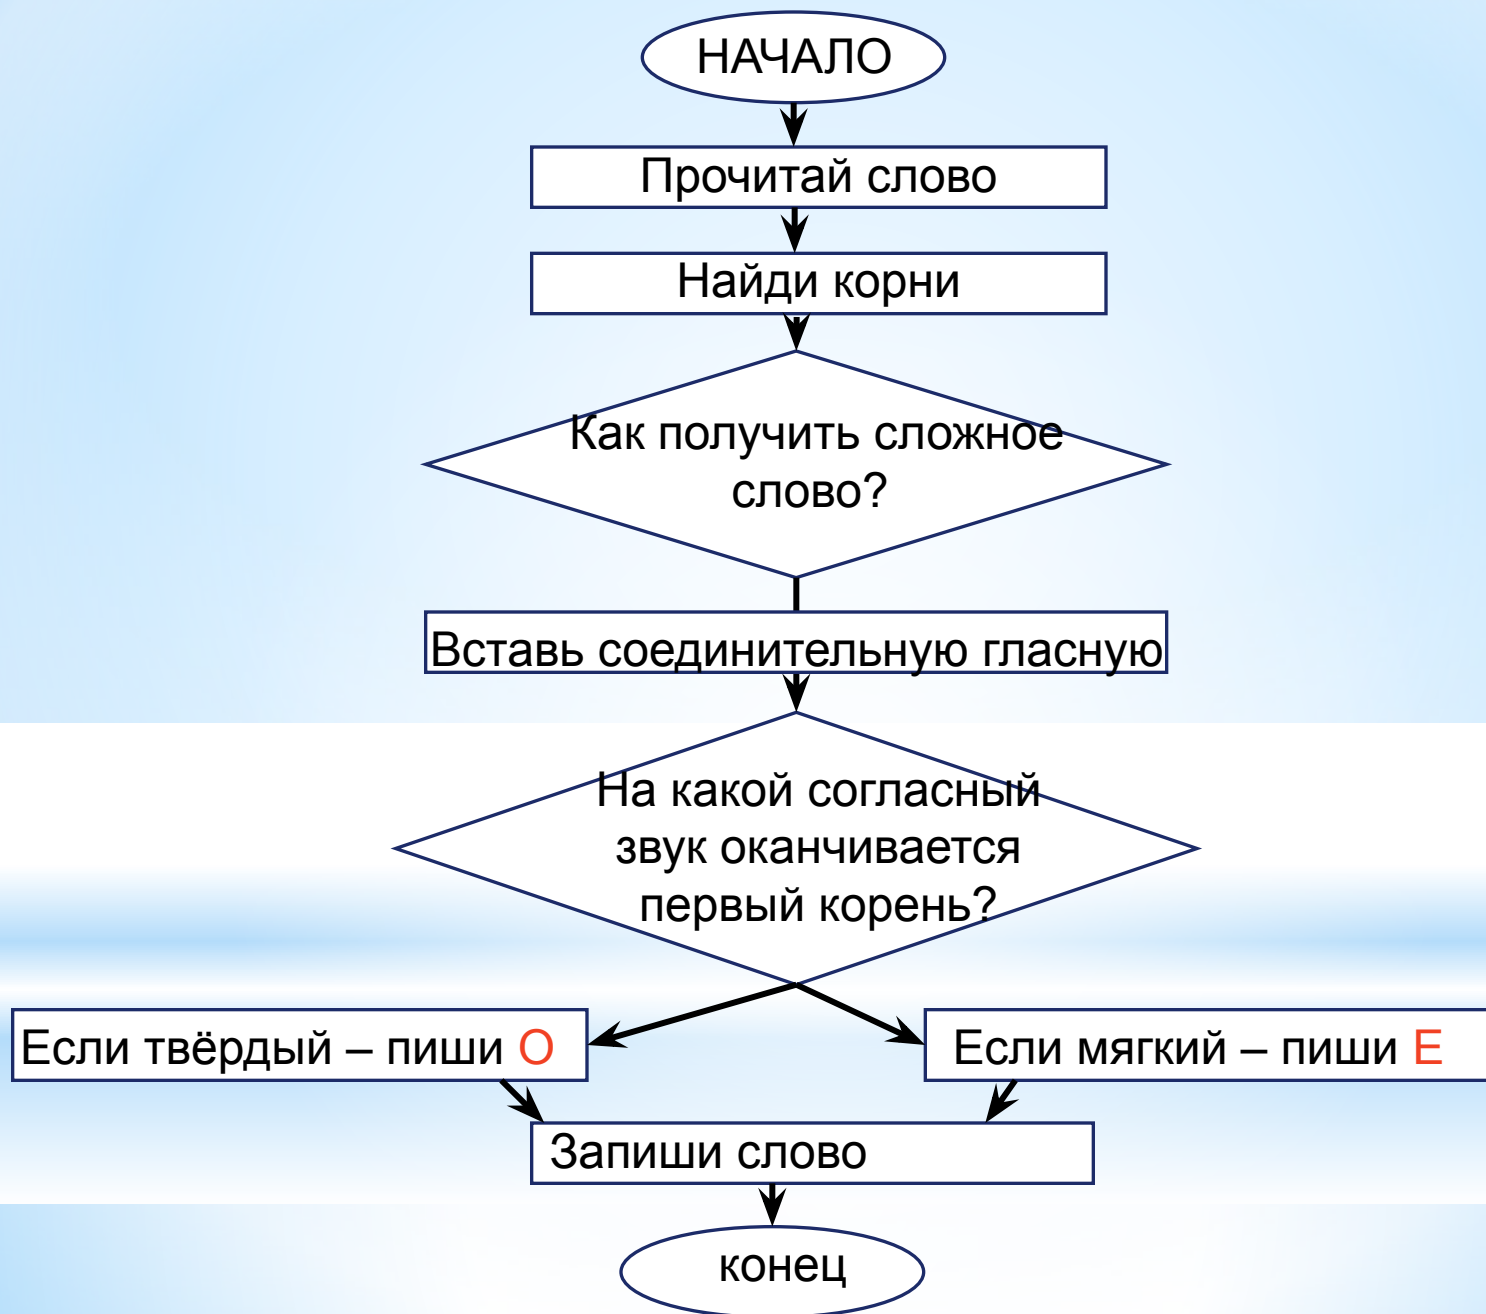 НАЧАЛО
Прочитай слово
Найди корни
Как получить сложное
слово?
Вставь соединительную гласную
На какой согласный
звук оканчивается
первый корень?
Если твёрдый – пиши О
Если мягкий – пиши Е
Запиши слово
конец